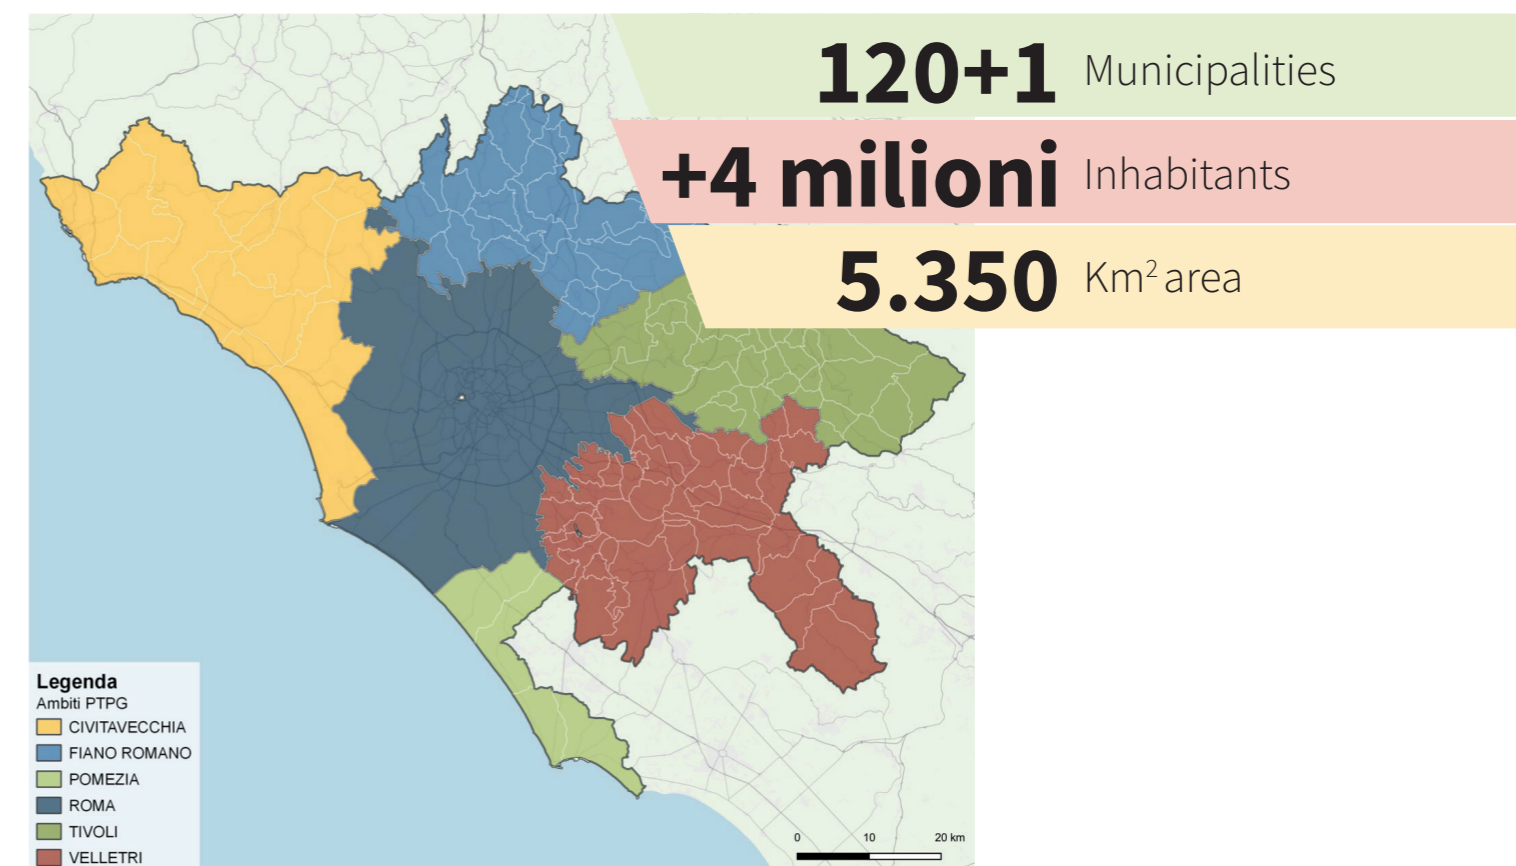 120+1 Municipalities
+4 milioni Inhabitants
5.350 Km² area
Legenda
Ambiti PTPG
CIVITAVECCHIA
FIANO ROMANO
POMEZIA
ROMA
TIVOLI
VELLETRI
0 10 20 km